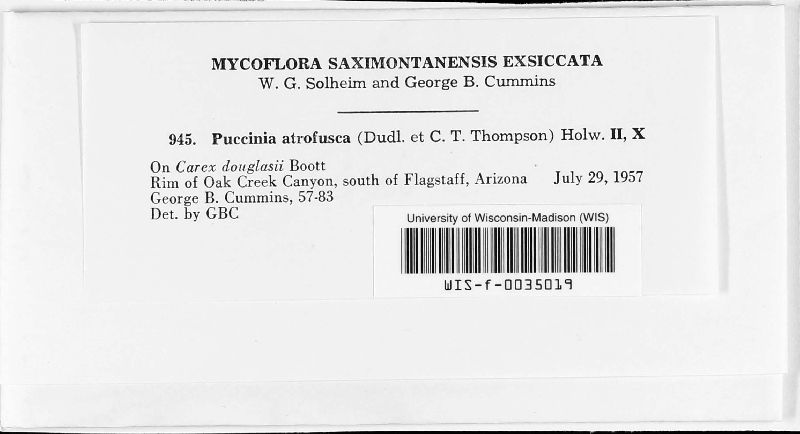 MYCOFLORA SAXIMONTANENSIS EXSICCATA
W. G. Solheim and George B. Cummins
945. Puccinia atrofusca (Dudl. et C. T. Thompson) Holw. II, X
On Carex douglasii Boott
Rim of Oak Creek Canyon, south of Flagstaff, Arizona July 29, 1957
George B. Cummins, 57-83
Det. by GBC
University of Wisconsin-Madison (WIS)
WIS-f-0035019